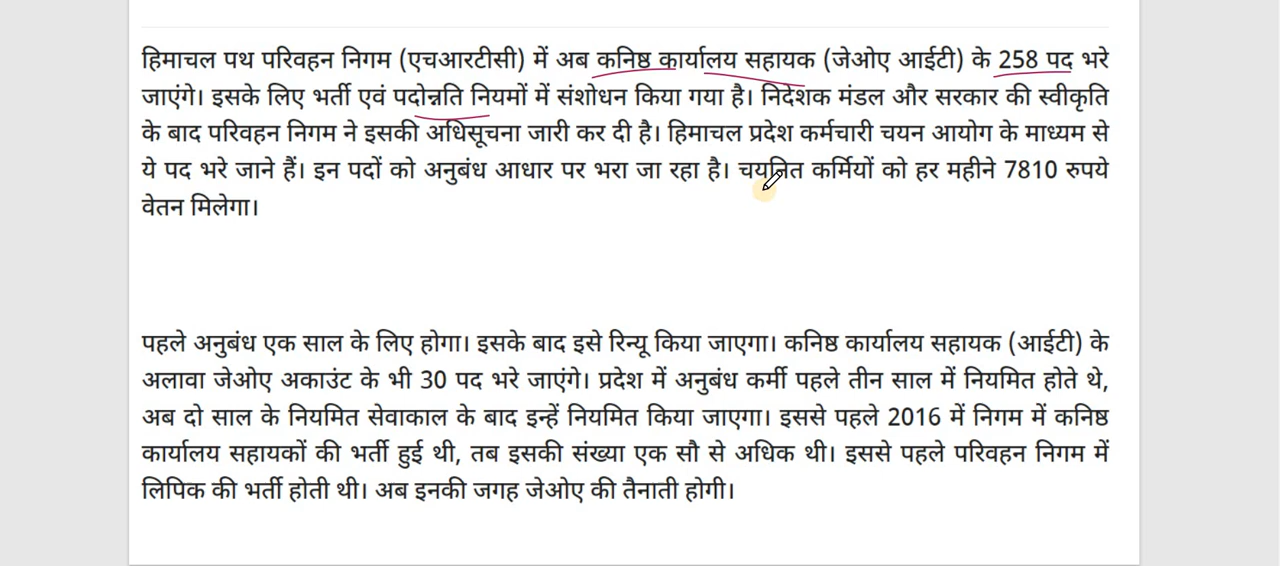 हिमाचल पथ परिवहन निगम (एचआरटीसी) में अब कनिष्ठ कार्यालय सहायक (जेओए आईटी) के 258 पद भरे
जाएंगे। इसके लिए भर्ती एवं पदोन्नति नियमों में संशोधन किया गया है। निदेशक मंडल और सरकार की स्वीकृति
के बाद परिवहन निगम ने इसकी अधिसूचना जारी कर दी है। हिमाचल प्रदेश कर्मचारी चयन आयोग के माध्यम से
ये पद भरे जाने हैं। इन पदों को अनुबंध आधार पर भरा जा रहा है। चयनित कर्मियों को हर महीने 7810 रुपये
वेतन मिलेगा।
पहले अनुबंध एक साल के लिए होगा। इसके बाद इसे रिन्यू किया जाएगा। कनिष्ठ कार्यालय सहायक (आईटी) के
अलावा जेओए अकाउंट के भी 30 पद भरे जाएंगे। प्रदेश में अनुबंध कर्मी पहले तीन साल में नियमित होते थे,
अब दो साल के नियमित सेवाकाल के बाद इन्हें नियमित किया जाएगा। इससे पहले 2016 में निगम में कनिष्ठ
कार्यालय सहायकों की भर्ती हुई थी, तब इसकी संख्या एक सौ से अधिक थी। इससे पहले परिवहन निगम में
लिपिक की भर्ती होती थी। अब इनकी जगह जेओए की तैनाती होगी।